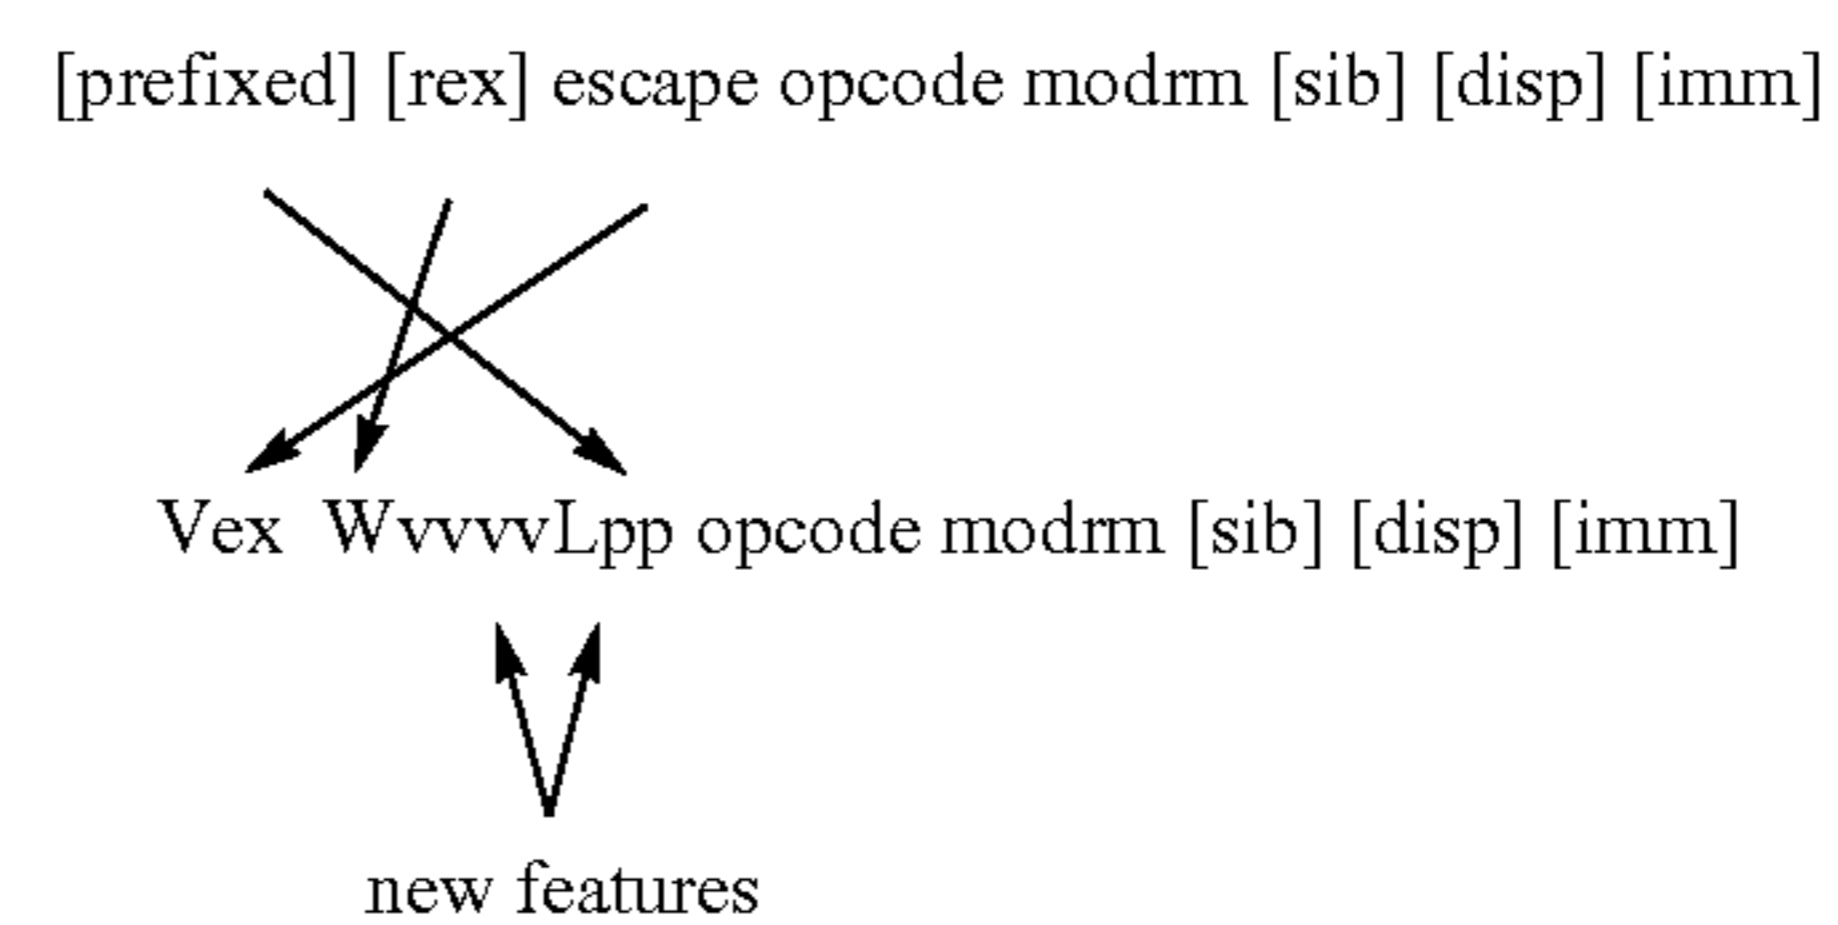 [prefixed] [rex] escape opcode modrm [sib] [disp] [imm]
Vex WvvvvLpp opcode modrm [sib] [disp] [imm]
new features